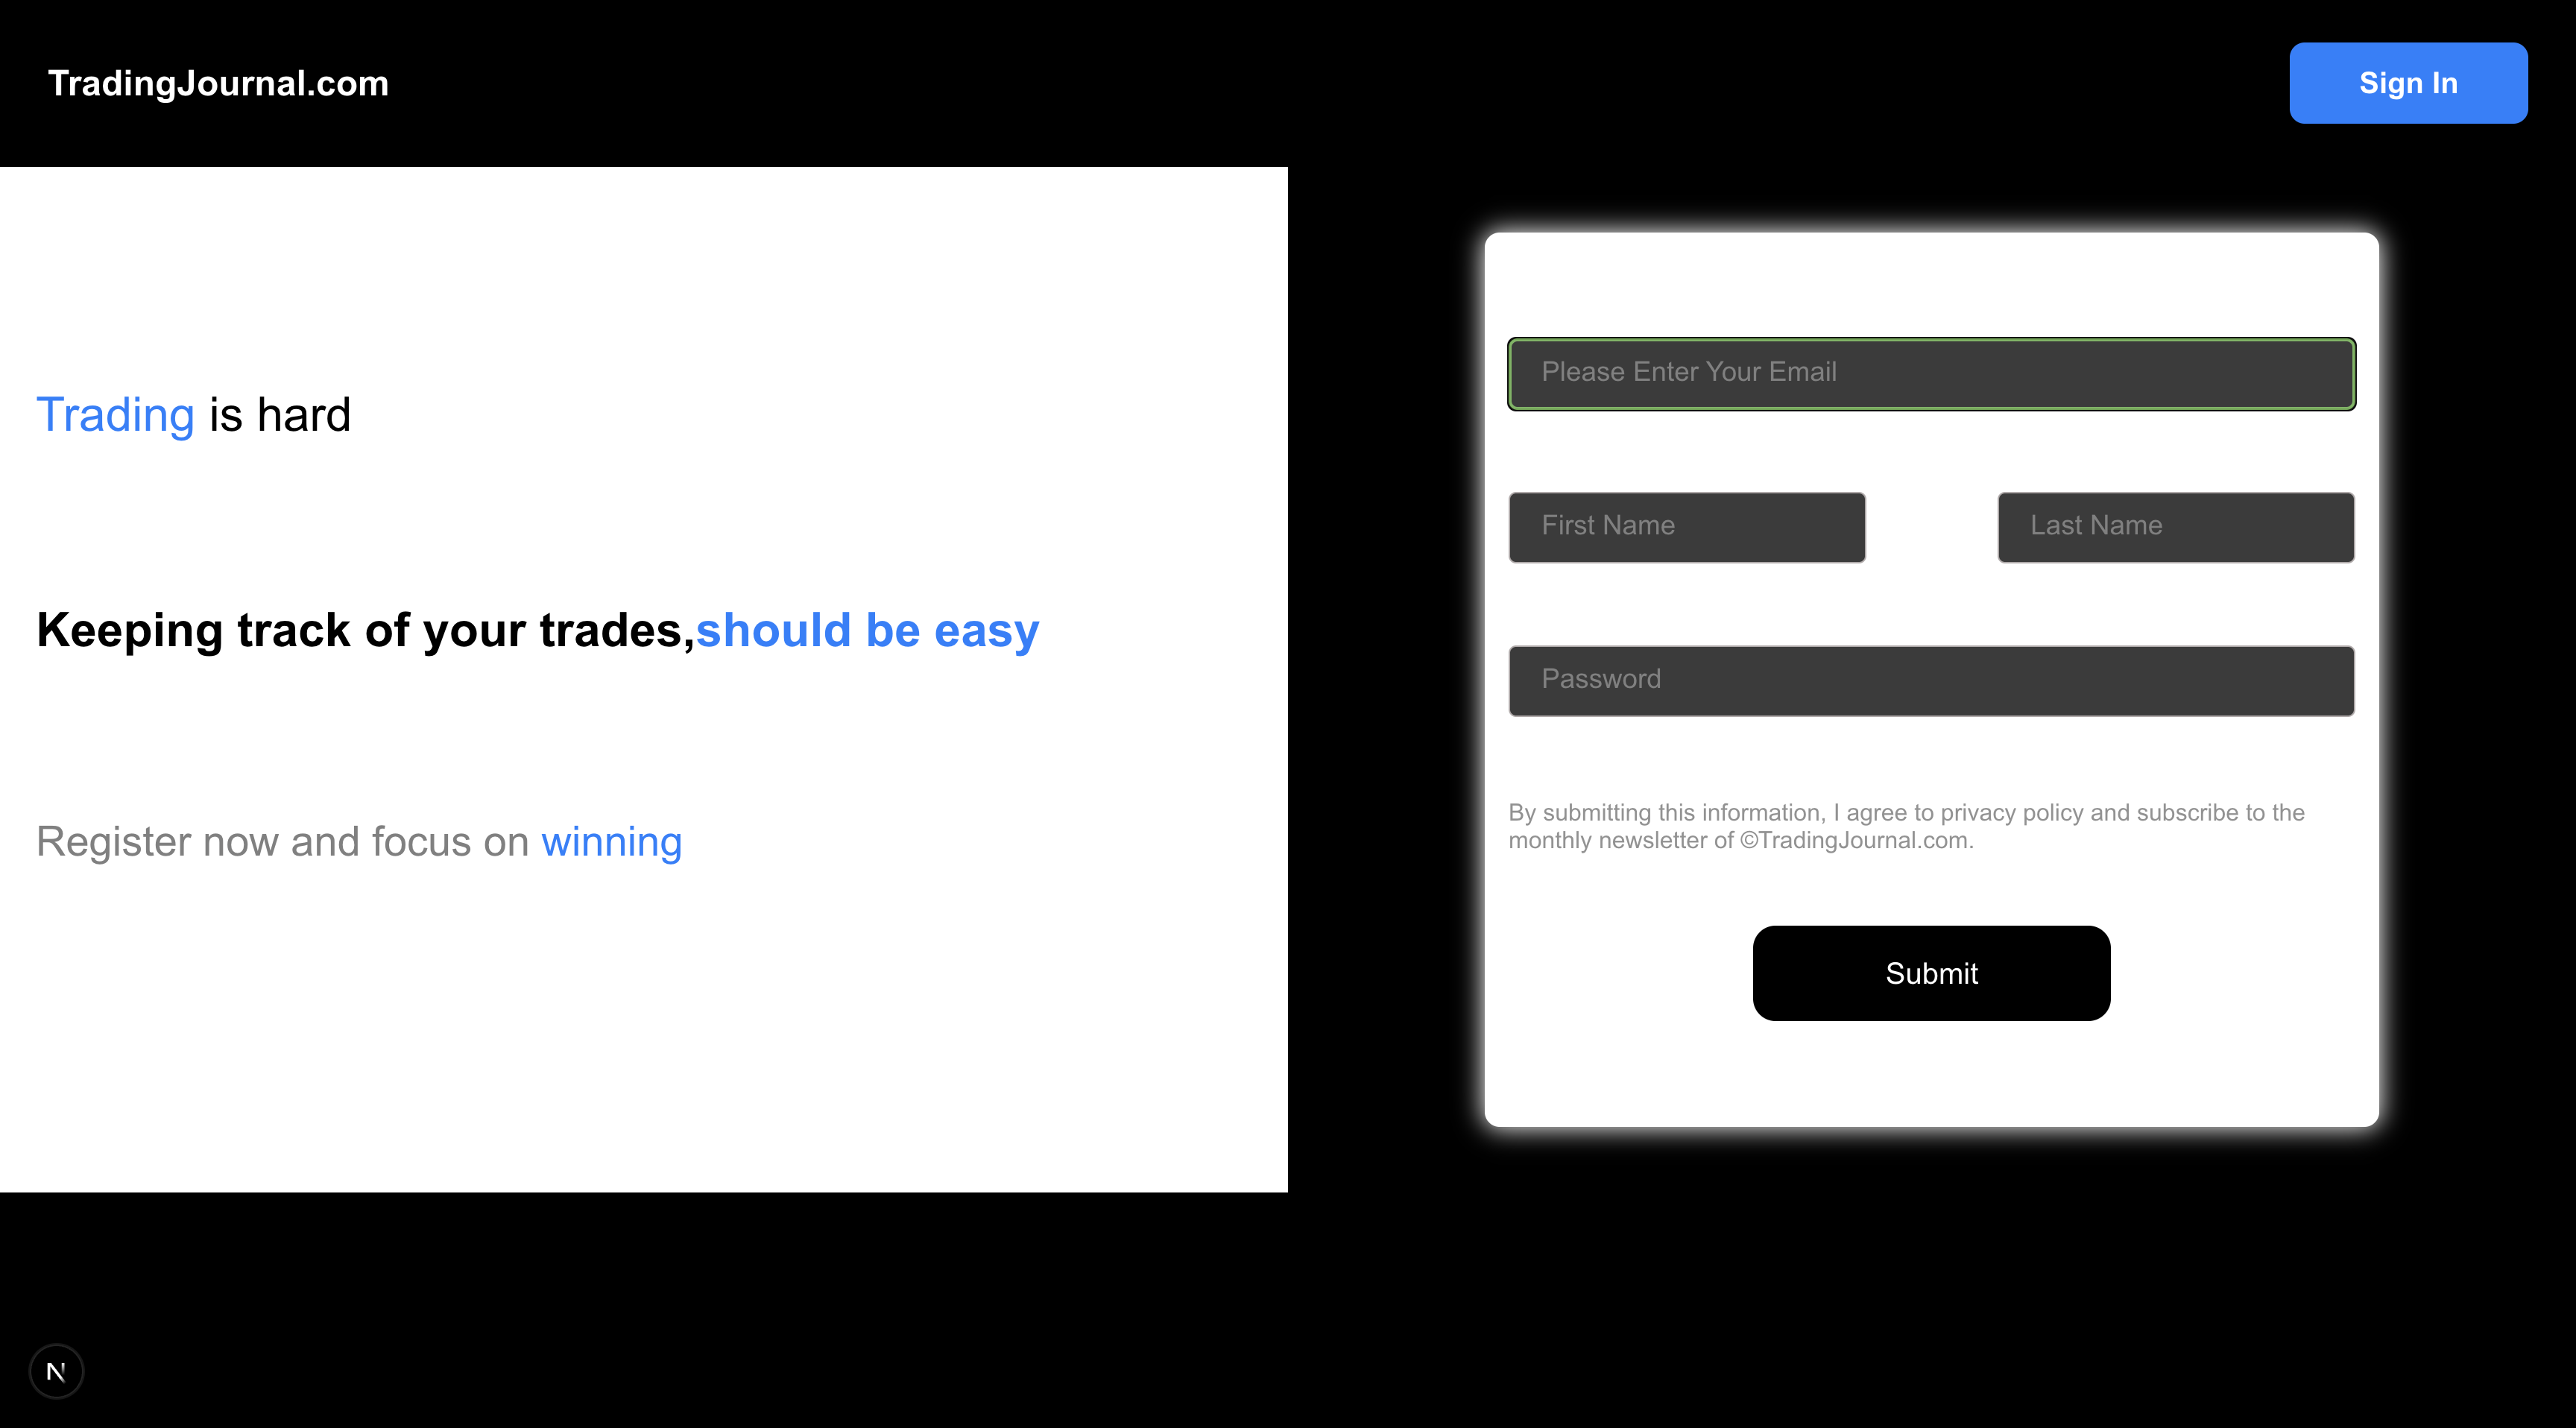 TradingJournal.com
Sign In
Trading is hard
Keeping track of your trades,should be easy
Register now and focus on winning
Please Enter Your Email
First Name
Last Name
Password
By submitting this information, I agree to privacy policy and subscribe to the
monthly newsletter of ©TradingJournal.com.
Submit
N